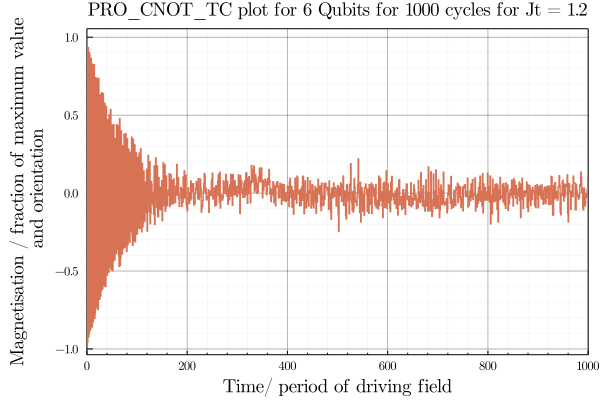 PRO_CNOT_TC plot for 6 Qubits for 1000 cycles for Jt = 1.2
Magnetisation / fraction of maximum value
and orientation
1.0
0.5
0.0
−0.5
−1.0
0 200 400 600 800 1000
Time/ period of driving field